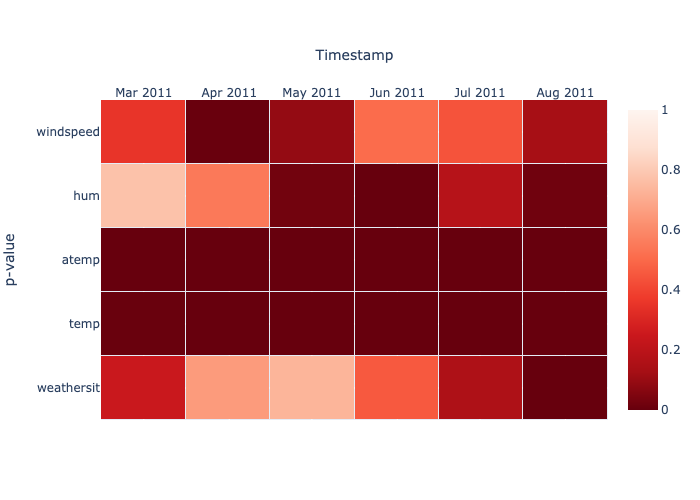 Timestamp
Mar 2011 Apr 2011 May 2011 Jun 2011 Jul 2011 Aug 2011
p-value
windspeed
hum
atemp
temp
weathersit
1
0.8
0.6
0.4
0.2
0